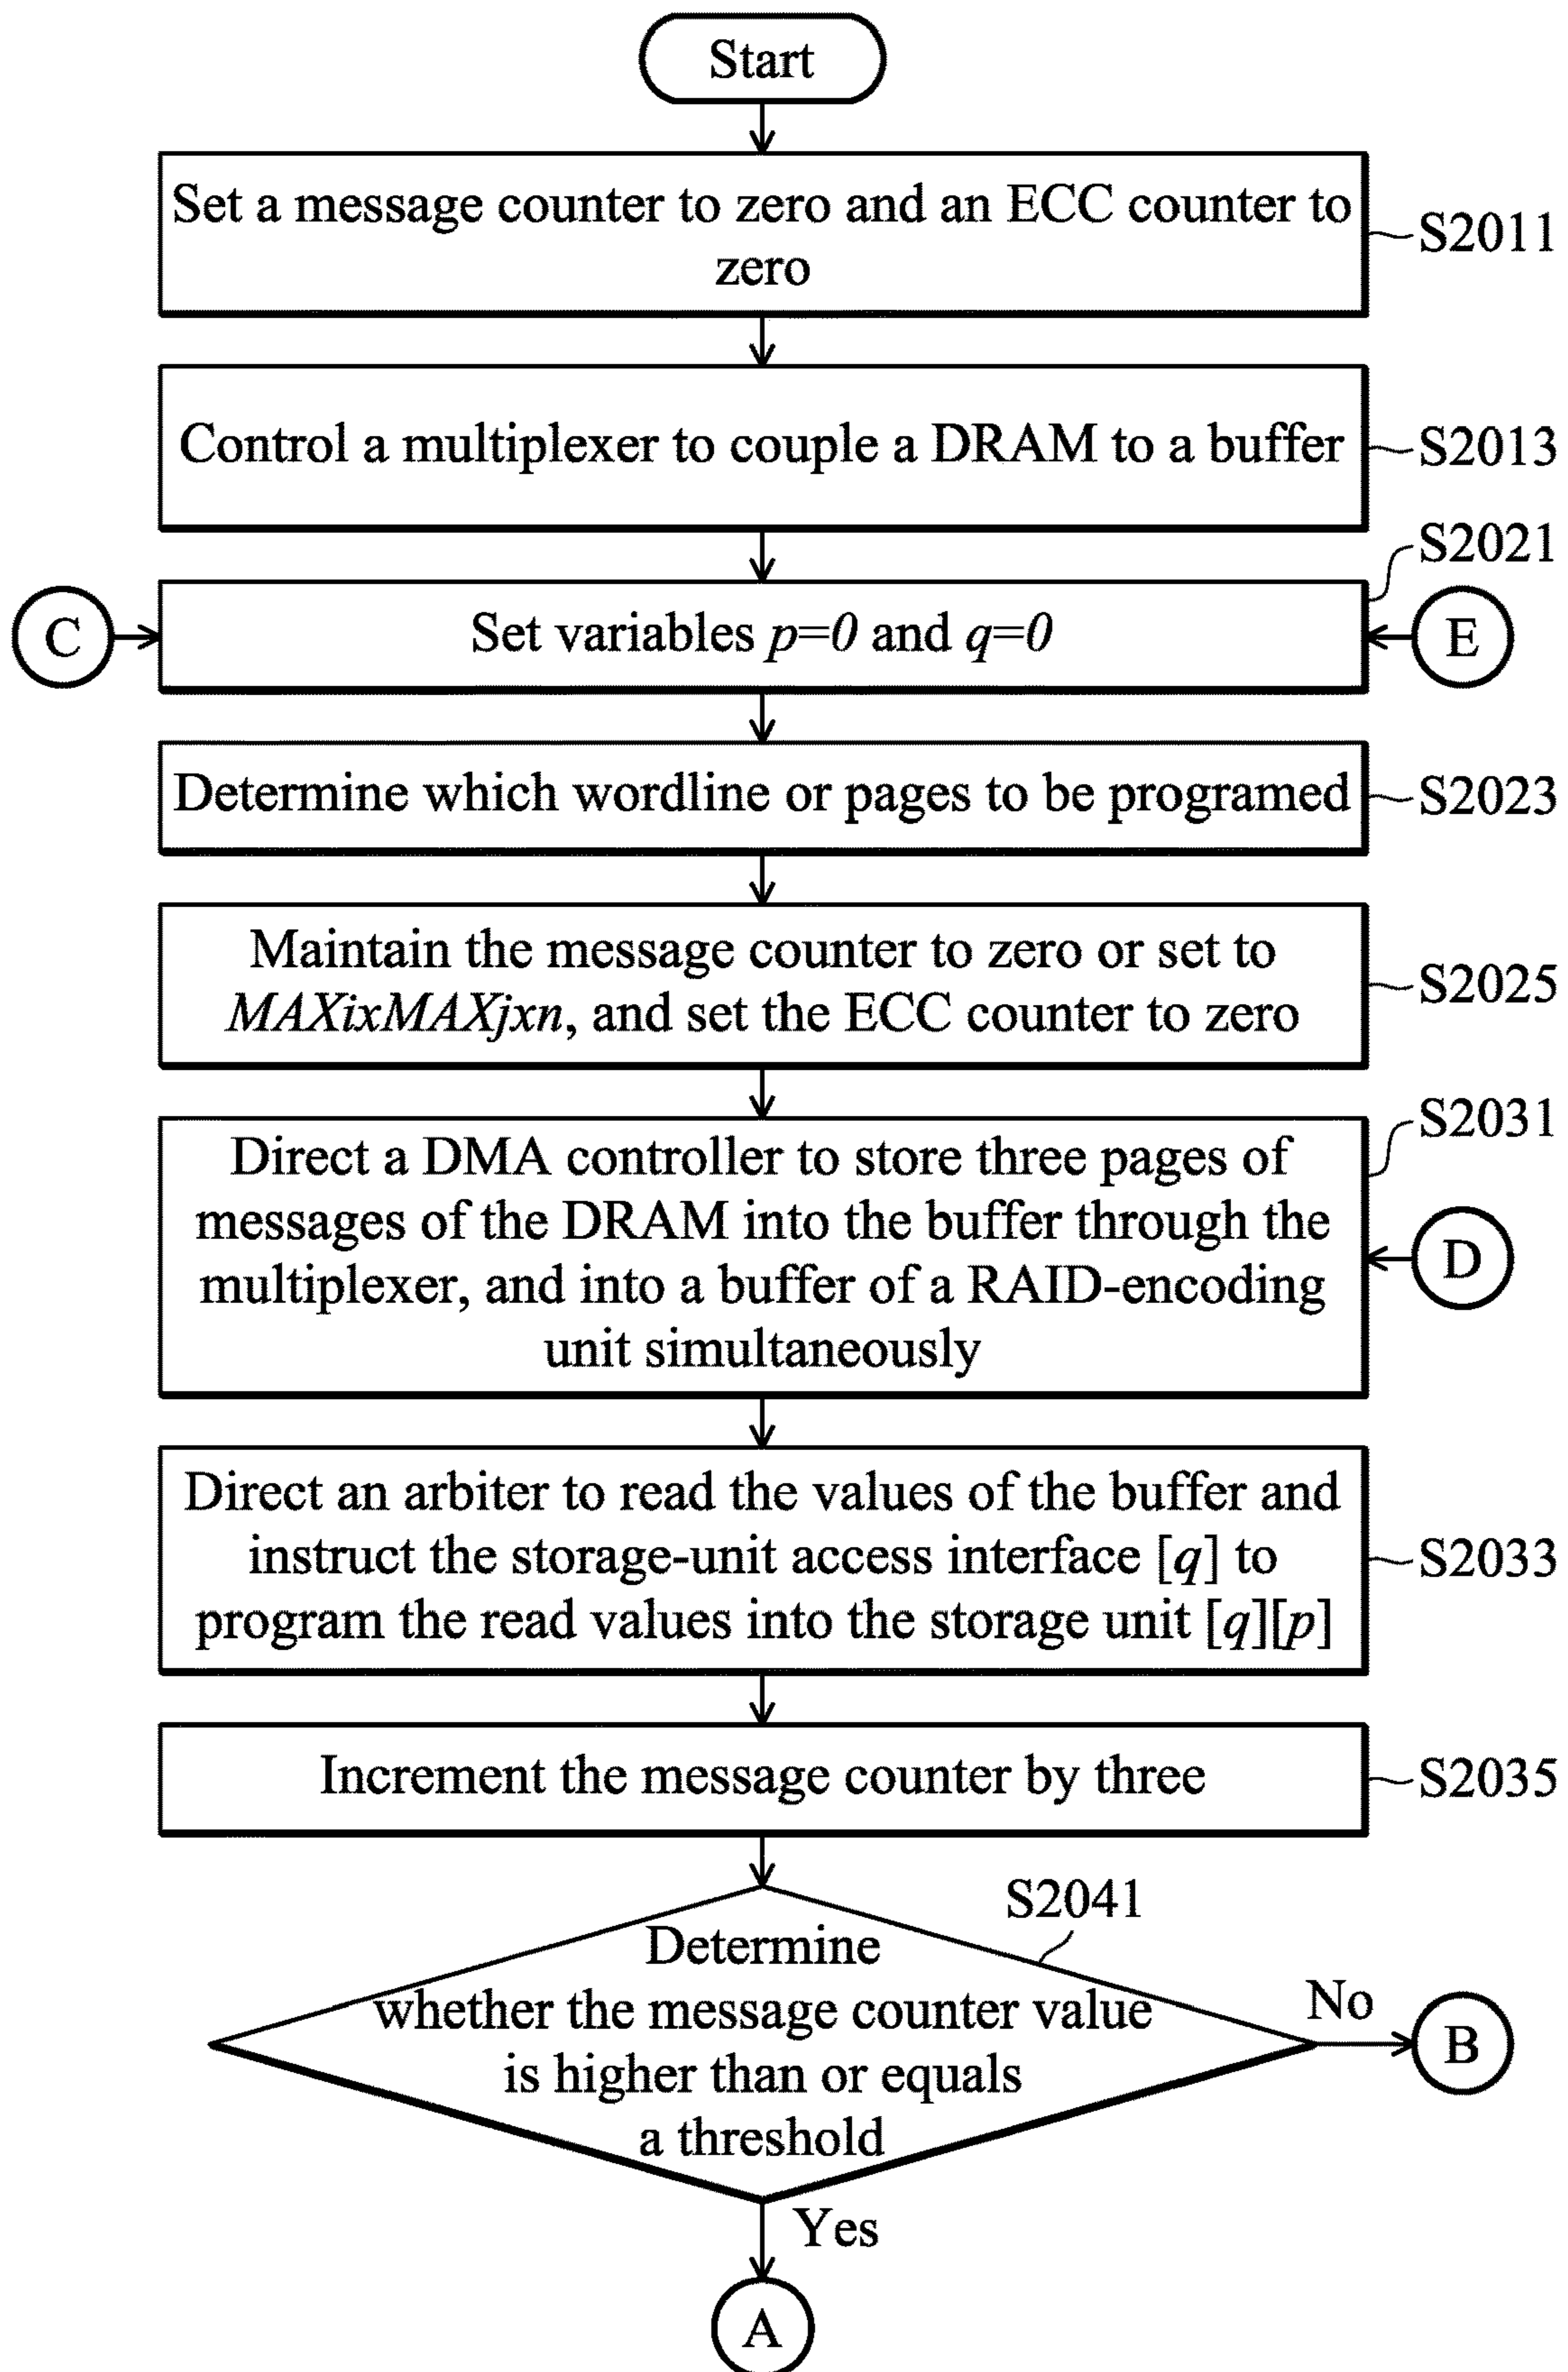 Start
Set a message counter to zero and an ECC counter to
zero
S2011
Control a multiplexer to couple a DRAM to a buffer
S2013
S2021
C
Set variables p=0 and q=0
E
Determine which wordline or pages to be programed
S2023
Maintain the message counter to zero or set to
MAXixMAXjxn, and set the ECC counter to zero
S2025
S2031
Direct a DMA controller to store three pages of
messages of the DRAM into the buffer through the
multiplexer, and into a buffer of a RAID-encoding
unit simultaneously
D
Direct an arbiter to read the values of the buffer and
instruct the storage-unit access interface [q] to
program the read values into the storage unit [q][p]
S2033
Increment the message counter by three
S2035
S2041
Determine
whether the message counter value
is higher than or equals
a threshold
No
B
Yes
A